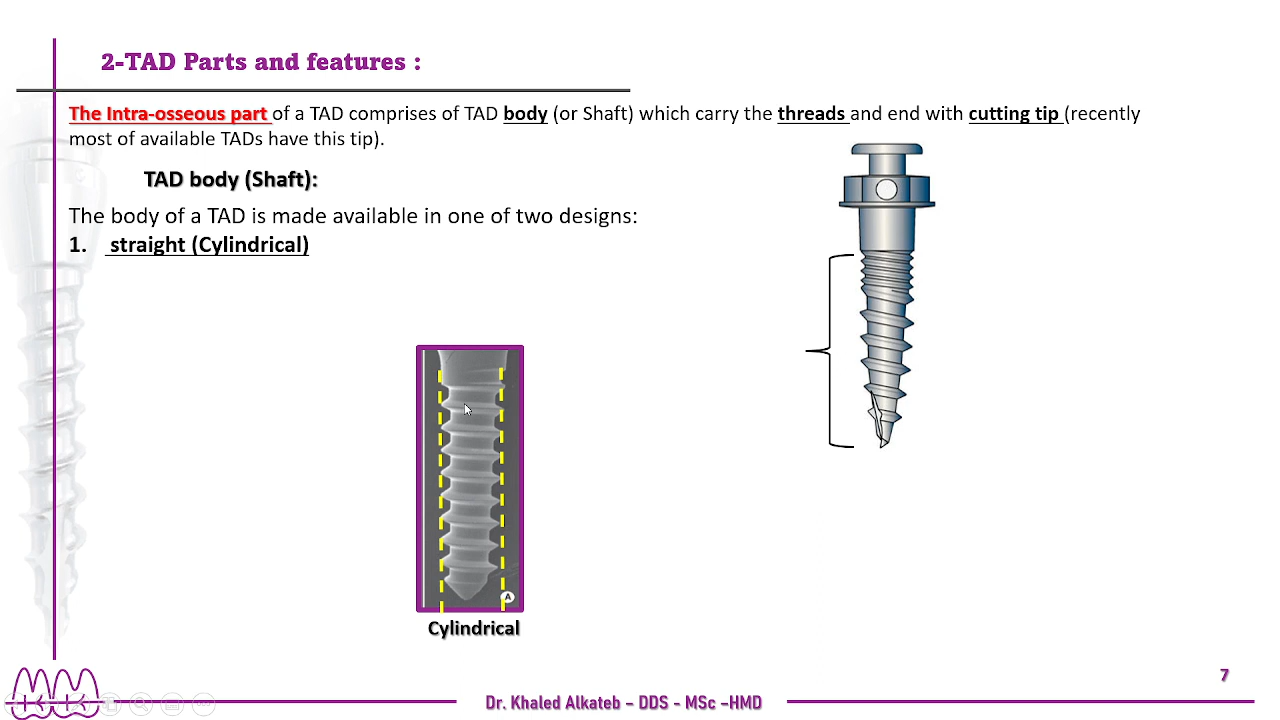 2-TAD Parts and features :
The Intra-osseous part of a TAD comprises of TAD body (or Shaft) which carry the threads and end with cutting tip (recently
most of available TADs have this tip).
TAD body (Shaft):
The body of a TAD is made available in one of two designs:
1. straight (Cylindrical)
A
Cylindrical
7
Dr. Khaled Alkateb – DDS - MSc –HMD